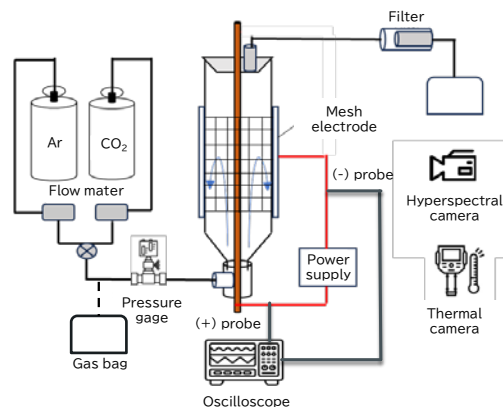 Filter
Mesh
electrode
Ar
CO₂
(-) probe
Flow mater
Hyperspectral
camera
Power
supply
Pressure
gage
(+) probe
Thermal
camera
Gas bag
Oscilloscope